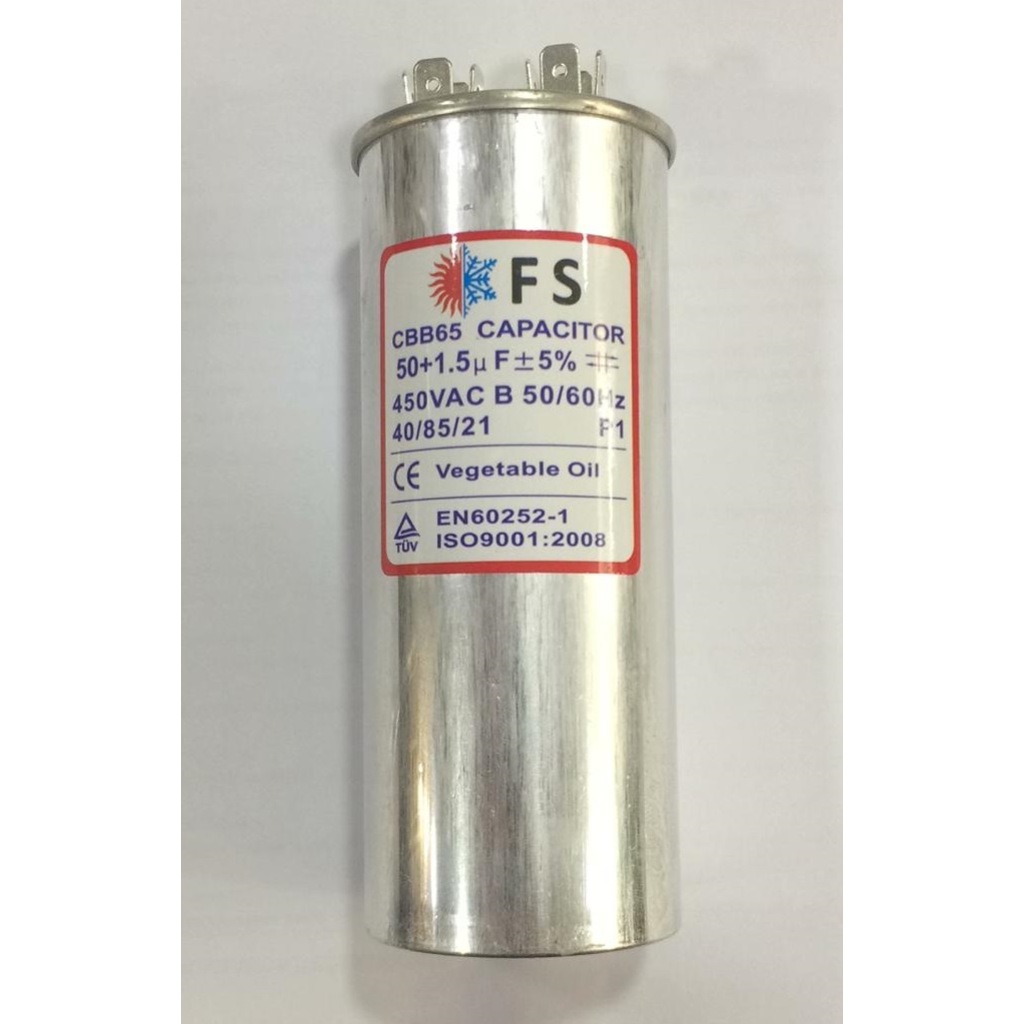 FS
CBB65 CAPACITOR
50+1.5μF±5%
450VAC B 50/60Hz
40/85/21 P1
CE Vegetable Oil
EN60252-1
TÜV ISO9001:2008